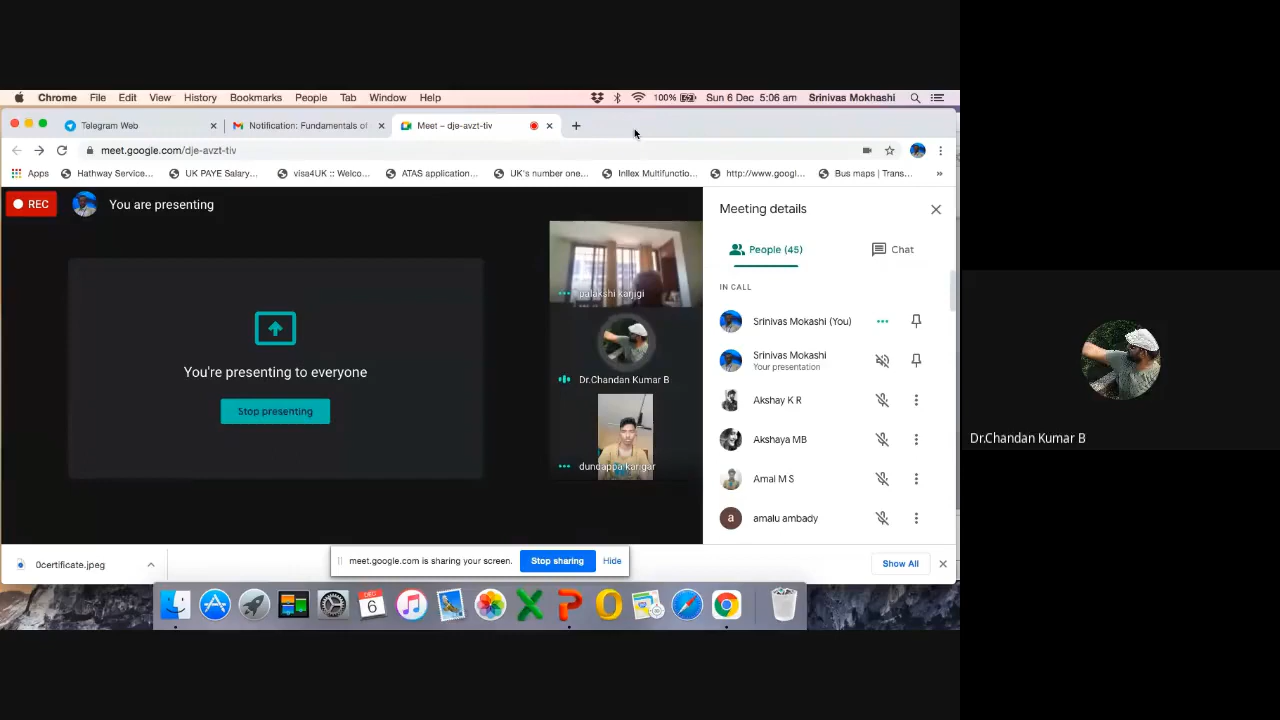 Chrome File Edit View History Bookmarks People Tab Window Help 100% Sun 6 Dec 5:06 am Srinivas Mokhashi
Telegram Web Notification: Fundamentals of Meet – dje-avzt-tiv
meet.google.com/dje-avzt-tiv
Apps Hathway Service... UK PAYE Salary... visa4UK :: Welco... ATAS application... UK's number one... Inllex Multifunctio... http://www.googl... Bus maps | Trans... »
REC You are presenting
Meeting details
People (45) Chat
IN CALL
palakshi karjigi
Srinivas Mokashi (You)
Srinivas Mokashi
Your presentation
You're presenting to everyone
Dr.Chandan Kumar B
Akshay K R
Stop presenting
Akshaya MB
dundappa karigar
Amal M S
a amalu ambady
Dr.Chandan Kumar B
0certificate.jpeg
meet.google.com is sharing your screen. Stop sharing Hide
Show All
DEC
6